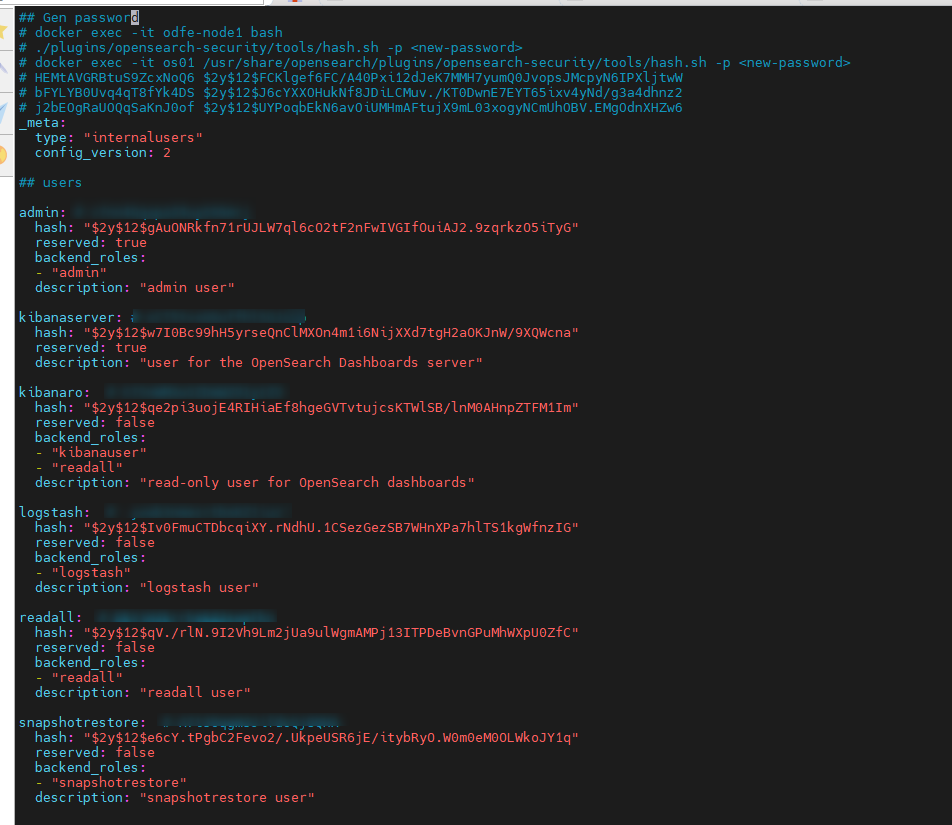 ## Gen password
# docker exec -it odfe-node1 bash
# ./plugins/opensearch-security/tools/hash.sh -p <new-password>
# docker exec -it os01 /usr/share/opensearch/plugins/opensearch-security/tools/hash.sh -p <new-password>
# HEMtAVGRBtuS9ZcxNoQ6 $2y$12$FCKlgef6FC/A40Pxi12dJeK7MMH7yumQ0JvopsJMcpyN6IPXljtwW
# bFYLYB0Uvq4qT8fYk4DS $2y$12$J6cYXXOHukNf8JDiLCMuv./KT0DwnE7EYT65ixv4yNd/g3a4dhnz2
# j2bEOgRaUOQqSaKnJ0of $2y$12$UYPoqbEkN6avOiUMHmAFtujX9mL03xogyNCmUhOBV.EMgOdnXHZw6
_meta:
  type: "internalusers"
  config_version: 2
## users
admin:
  hash: "$2y$12$gAuONRkfn71rUJLW7ql6cO2tF2nFwIVGIfOuiAJ2.9zqrkzO5iTyG"
  reserved: true
  backend_roles:
  - "admin"
  description: "admin user"
kibanaserver: #
  hash: "$2y$12$w7I0Bc99hH5yrseQnClMXOn4m1i6NijXXd7tgH2aOKJnW/9XQWcna"
  reserved: true
  description: "user for the OpenSearch Dashboards server"
kibanaro:
  hash: "$2y$12$qe2pi3uojE4RIHiaEf8hgeGVTvtujcsKTWlSB/lnM0AHnpZTFM1Im"
  reserved: false
  backend_roles:
  - "kibanauser"
  - "readall"
  description: "read-only user for OpenSearch dashboards"
logstash:
  hash: "$2y$12$Iv0FmuCTDbcqiXY.rNdhU.1CSezGezSB7WHnXPa7hlTS1kgWfnzIG"
  reserved: false
  backend_roles:
  - "logstash"
  description: "logstash user"
readall:
  hash: "$2y$12$qV./rlN.9I2Vh9Lm2jUa9ulWgmAMPj13ITPDeBvnGPuMhWXpU0ZfC"
  reserved: false
  backend_roles:
  - "readall"
  description: "readall user"
snapshotrestore:
  hash: "$2y$12$e6cY.tPgbC2Fevo2/.UkpeUSR6jE/itybRyO.W0m0eM0OLWkoJY1q"
  reserved: false
  backend_roles:
  - "snapshotrestore"
  description: "snapshotrestore user"